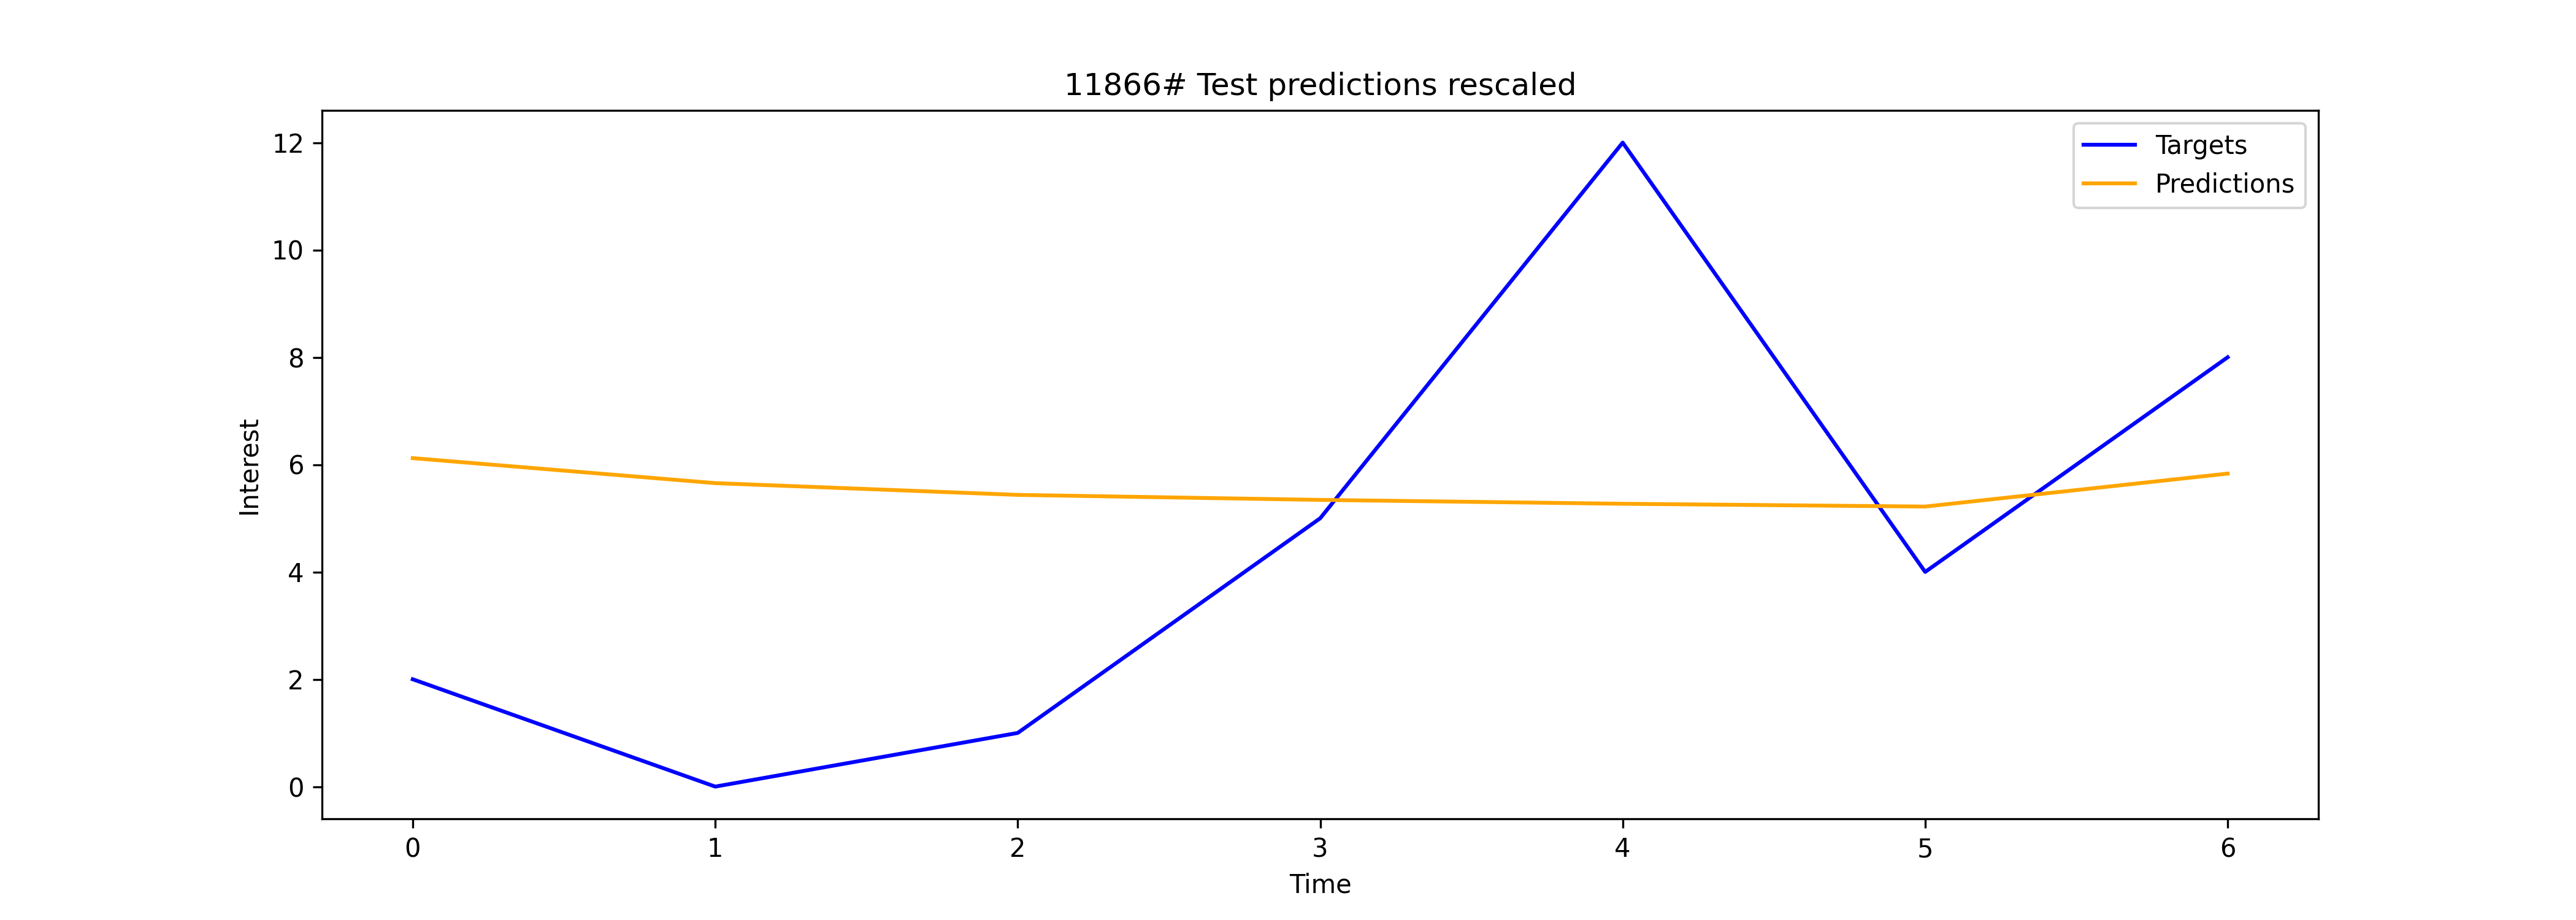 11866# Test predictions rescaled
Targets
Predictions
12
10
8
6
4
2
0
Interest
0 1 2 3 4 5 6
Time